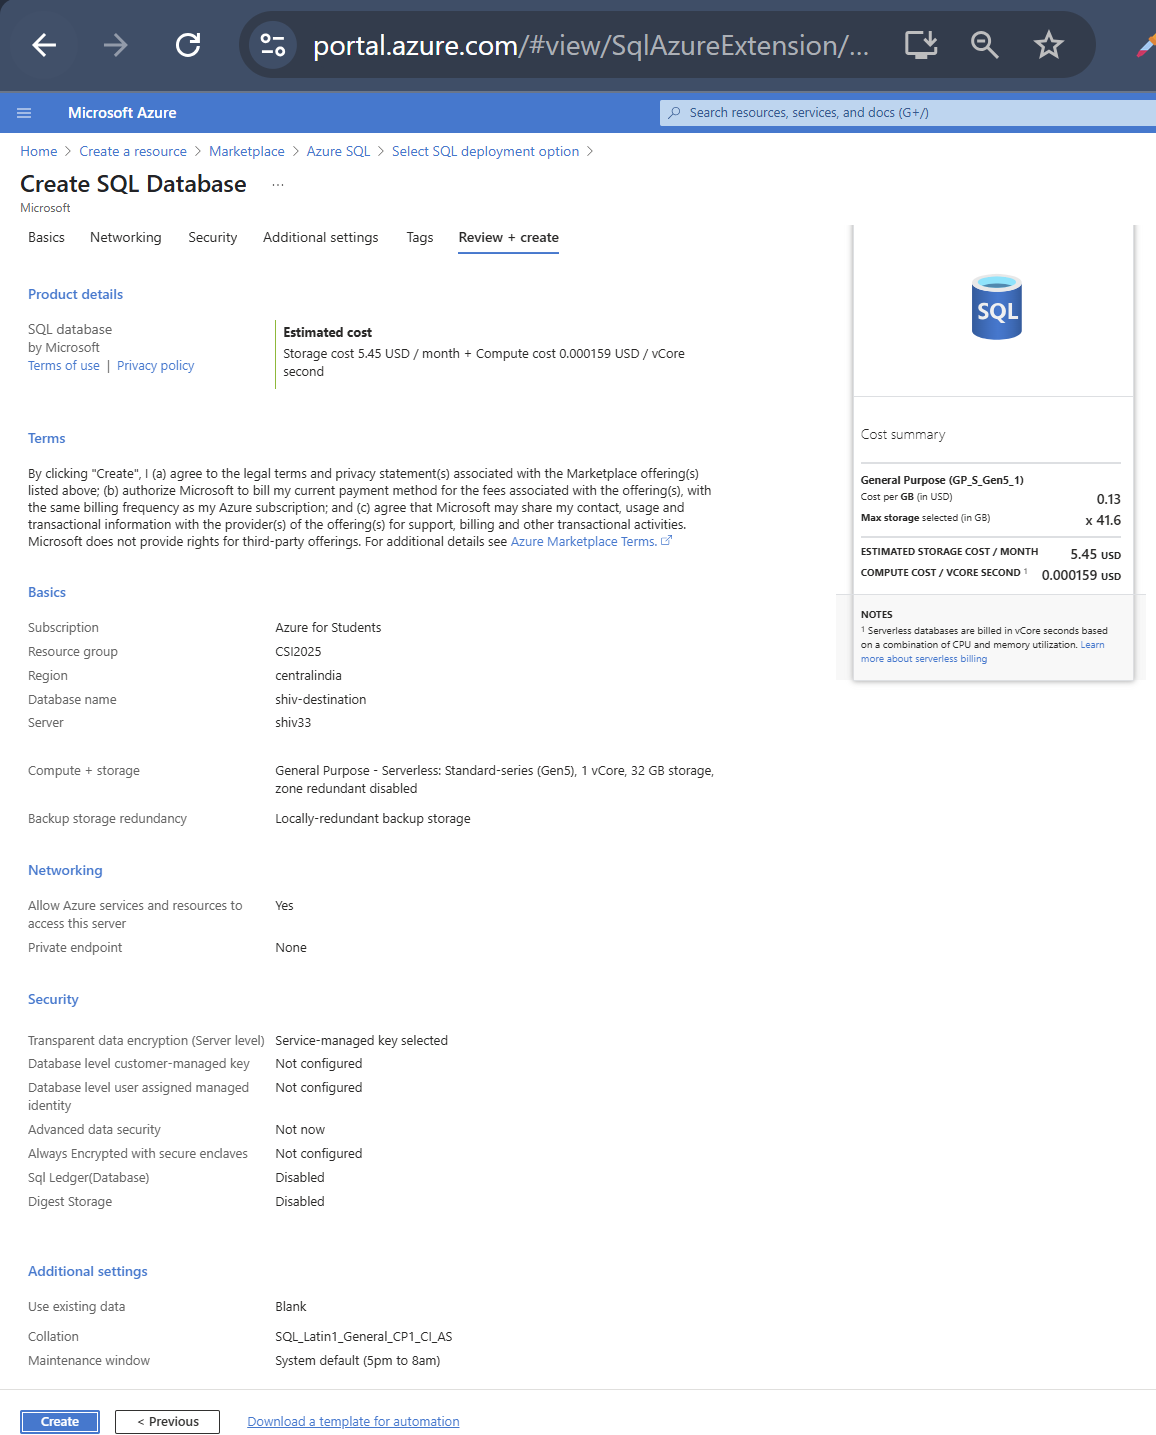 portal.azure.com/#view/SqlAzureExtension/...
Microsoft Azure
Search resources, services, and docs (G+/)
Home > Create a resource > Marketplace > Azure SQL > Select SQL deployment option >
Create SQL Database ...
Microsoft
Basics Networking Security Additional settings Tags Review + create
Product details
SQL database
by Microsoft
Terms of use | Privacy policy
Estimated cost
Storage cost 5.45 USD / month + Compute cost 0.000159 USD / vCore
second
Terms
By clicking "Create", I (a) agree to the legal terms and privacy statement(s) associated with the Marketplace offering(s)
listed above; (b) authorize Microsoft to bill my current payment method for the fees associated with the offering(s), with
the same billing frequency as my Azure subscription; and (c) agree that Microsoft may share my contact, usage and
transactional information with the provider(s) of the offering(s) for support, billing and other transactional activities.
Microsoft does not provide rights for third-party offerings. For additional details see Azure Marketplace Terms.
Basics
Subscription Azure for Students
Resource group CSI2025
Region centralindia
Database name shiv-destination
Server shiv33
Compute + storage General Purpose - Serverless: Standard-series (Gen5), 1 vCore, 32 GB storage,
zone redundant disabled
Backup storage redundancy Locally-redundant backup storage
Networking
Allow Azure services and resources to Yes
access this server
Private endpoint None
Security
Transparent data encryption (Server level) Service-managed key selected
Database level customer-managed key Not configured
Database level user assigned managed Not configured
identity
Advanced data security Not now
Always Encrypted with secure enclaves Not configured
Sql Ledger(Database) Disabled
Digest Storage Disabled
Additional settings
Use existing data Blank
Collation SQL_Latin1_General_CP1_CI_AS
Maintenance window System default (5pm to 8am)
Create < Previous Download a template for automation
SQL
Cost summary
General Purpose (GP_S_Gen5_1)
Cost per GB (in USD) 0.13
Max storage selected (in GB) x 41.6
ESTIMATED STORAGE COST / MONTH 5.45 USD
COMPUTE COST / VCORE SECOND ¹ 0.000159 USD
NOTES
¹ Serverless databases are billed in vCore seconds based
on a combination of CPU and memory utilization. Learn
more about serverless billing